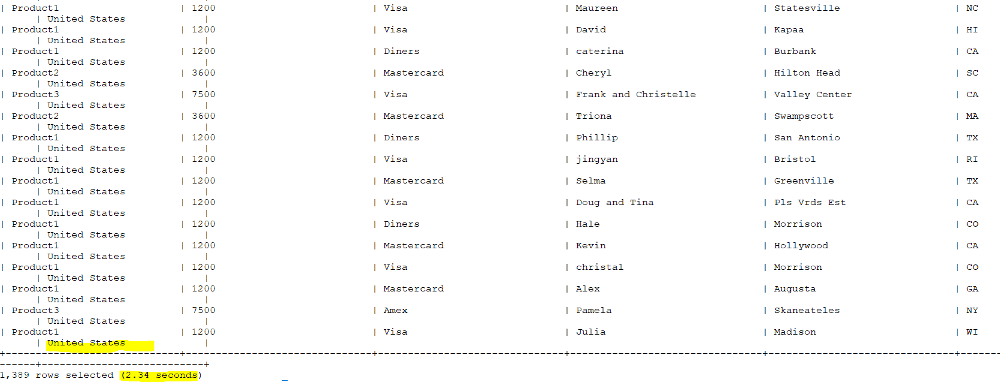 | Product1 | 1200 | Visa | Maureen | Statesville | NC
| United States |
| Product1 | 1200 | Visa | David | Kapaa | HI
| United States |
| Product1 | 1200 | Diners | caterina | Burbank | CA
| United States |
| Product2 | 3600 | Mastercard | Cheryl | Hilton Head | SC
| United States |
| Product3 | 7500 | Visa | Frank and Christelle | Valley Center | CA
| United States |
| Product2 | 3600 | Mastercard | Triona | Swampscott | MA
| United States |
| Product1 | 1200 | Diners | Phillip | San Antonio | TX
| United States |
| Product1 | 1200 | Visa | jingyan | Bristol | RI
| United States |
| Product1 | 1200 | Mastercard | Selma | Greenville | TX
| United States |
| Product1 | 1200 | Visa | Doug and Tina | Pls Vrds Est | CA
| United States |
| Product1 | 1200 | Diners | Hale | Morrison | CO
| United States |
| Product1 | 1200 | Mastercard | Kevin | Hollywood | CA
| United States |
| Product1 | 1200 | Visa | christal | Morrison | CO
| United States |
| Product1 | 1200 | Mastercard | Alex | Augusta | GA
| United States |
| Product3 | 7500 | Amex | Pamela | Skaneateles | NY
| United States |
| Product1 | 1200 | Visa | Julia | Madison | WI
| United States |
1,389 rows selected (2.34 seconds)